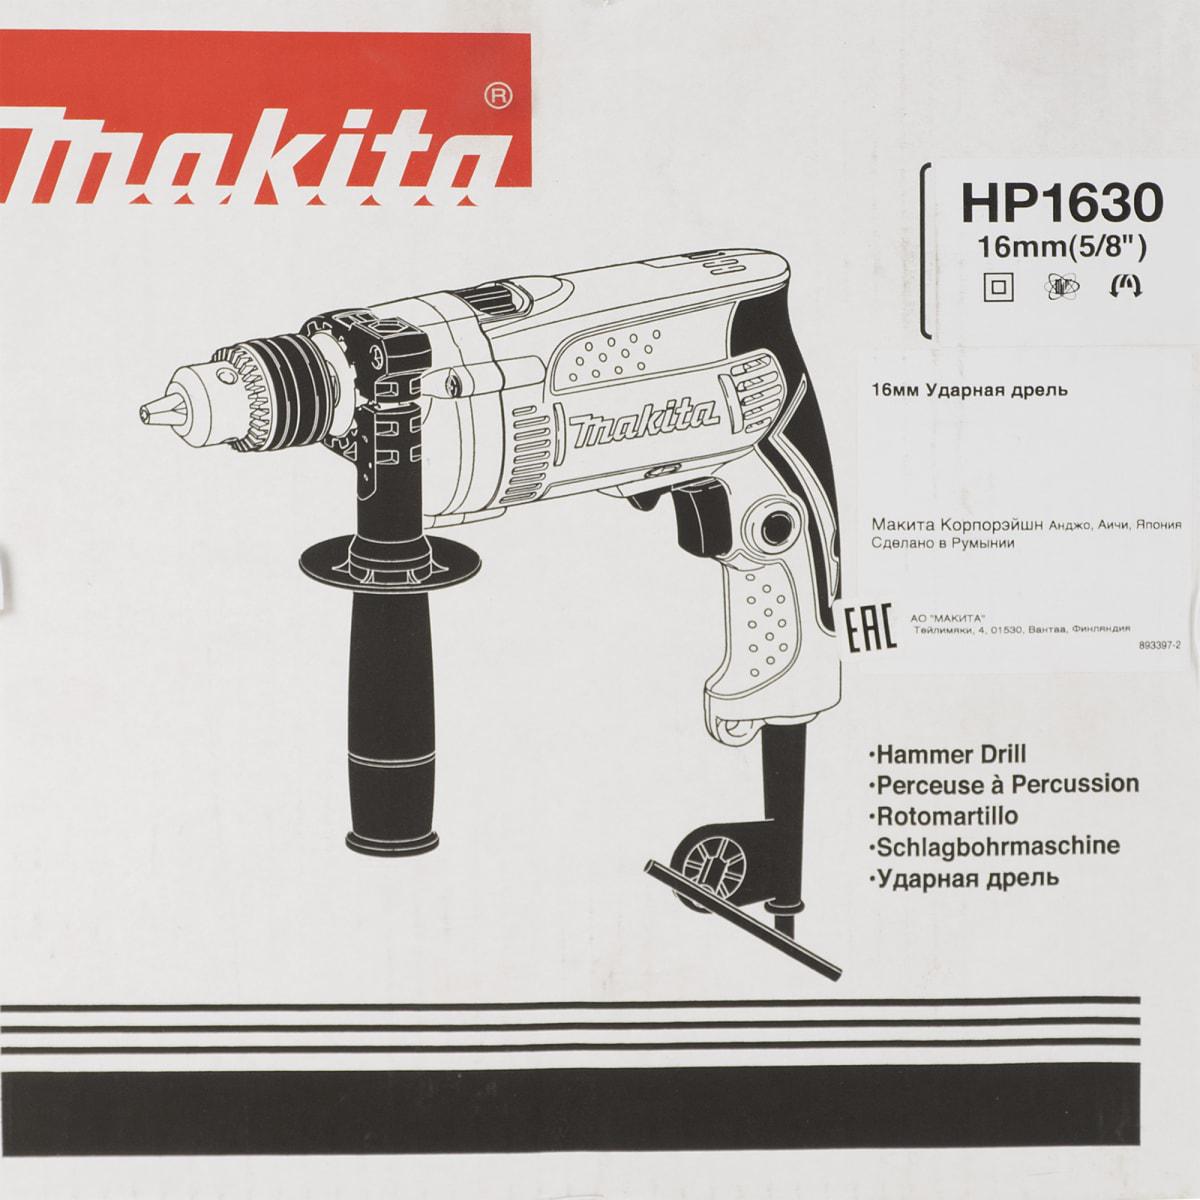 Makita ®
HP1630
16mm(5/8")
16мм Ударная дрель
Makita
Макита Корпорэйшн Анджо, Аичи, Япония
Сделано в Румынии
EAC
АО "МАКИТА"
Тейлимяки, 4, 01530, Вантаа, Финляндия
893397-2
·Hammer Drill
·Perceuse à Percussion
·Rotomartillo
·Schlagbohrmaschine
·Ударная дрель